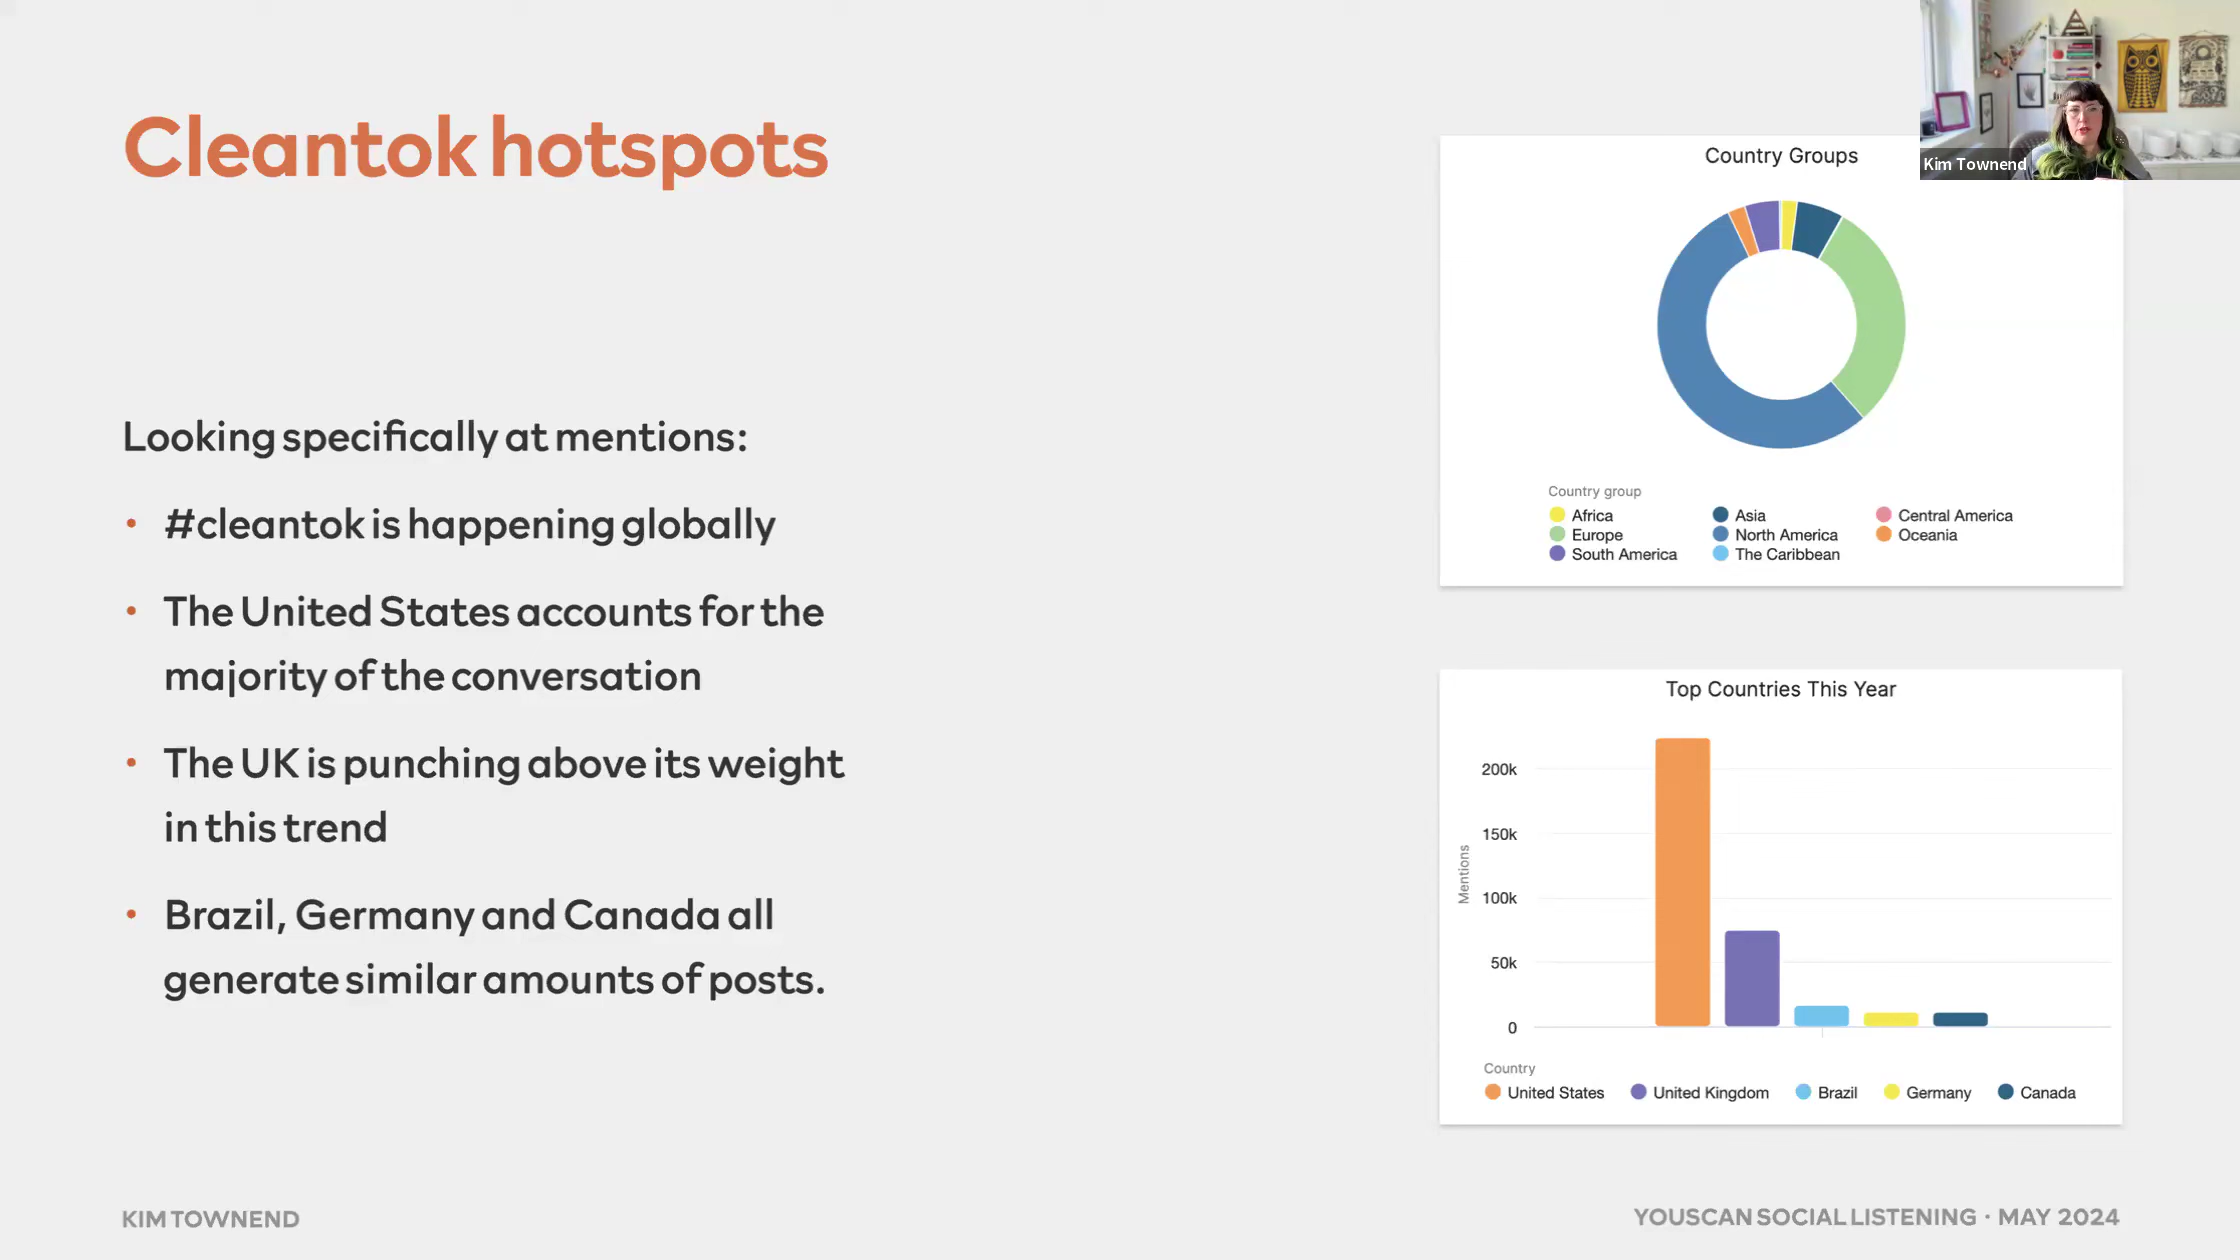 Cleantok hotspots
Looking specifically at mentions:
• #cleantok is happening globally
• The United States accounts for the
majority of the conversation
• The UK is punching above its weight
in this trend
• Brazil, Germany and Canada all
generate similar amounts of posts.
Country Groups
Country group
Africa
Asia
Central America
Europe
North America
Oceania
South America
The Caribbean
Kim Townend
Top Countries This Year
Mentions
200k
150k
100k
50k
0
Country
United States
United Kingdom
Brazil
Germany
Canada
KIM TOWNEND
YOUSCAN SOCIAL LISTENING · MAY 2024